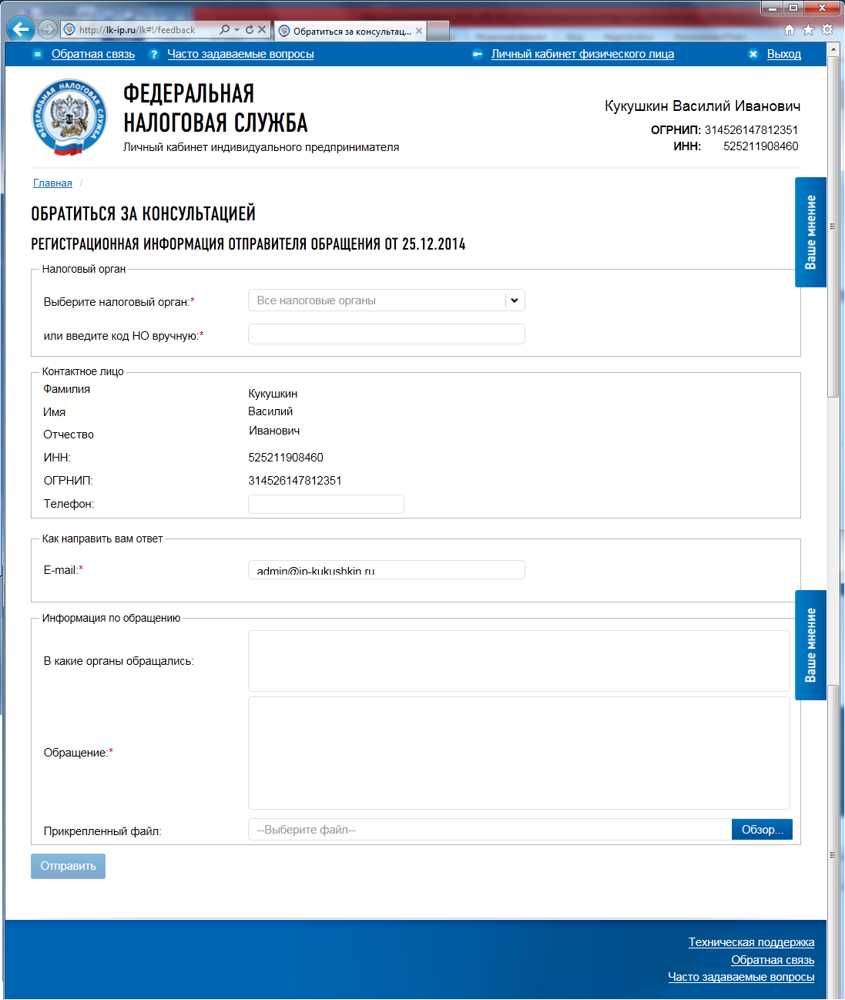 http://lk-ip.ru/lk#!/feedback
Обратиться за консультац...
Обратная связь
Часто задаваемые вопросы
Личный кабинет физического лица
Выход
ФЕДЕРАЛЬНАЯ НАЛОГОВАЯ СЛУЖБА
ФЕДЕРАЛЬНАЯ
НАЛОГОВАЯ СЛУЖБА
Личный кабинет индивидуального предпринимателя
Кукушкин Василий Иванович
ОГРНИП: 314526147812351
ИНН: 525211908460
Главная /
ОБРАТИТЬСЯ ЗА КОНСУЛЬТАЦИЕЙ
РЕГИСТРАЦИОННАЯ ИНФОРМАЦИЯ ОТПРАВИТЕЛЯ ОБРАЩЕНИЯ ОТ 25.12.2014
Ваше мнение
Налоговый орган
Выберите налоговый орган:* Все налоговые органы
или введите код НО вручную:*
Контактное лицо
Фамилия Кукушкин
Имя Василий
Отчество Иванович
ИНН: 525211908460
ОГРНИП: 314526147812351
Телефон:
Как направить вам ответ
E-mail:* admin@ip-kukushkin.ru
Информация по обращению
Ваше мнение
В какие органы обращались:
Обращение:*
Прикрепленный файл: --Выберите файл-- Обзор...
Отправить
Техническая поддержка
Обратная связь
Часто задаваемые вопросы